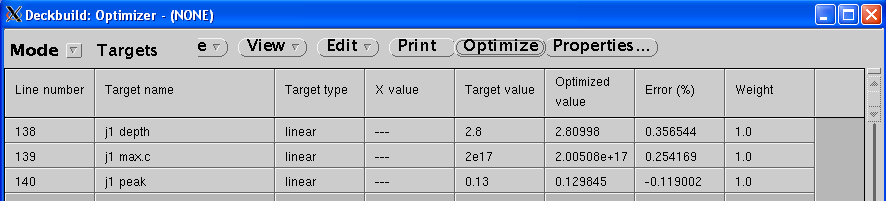 Deckbuild: Optimizer - (NONE)
Mode Targets e View Edit Print Optimize Properties...
Line number Target name Target type X value Target value Optimized value Error (%) Weight
138 j1 depth linear --- 2.8 2.80998 0.356544 1.0
139 j1 max.c linear --- 2e17 2.00508e+17 0.254169 1.0
140 j1 peak linear --- 0.13 0.129845 -0.119002 1.0